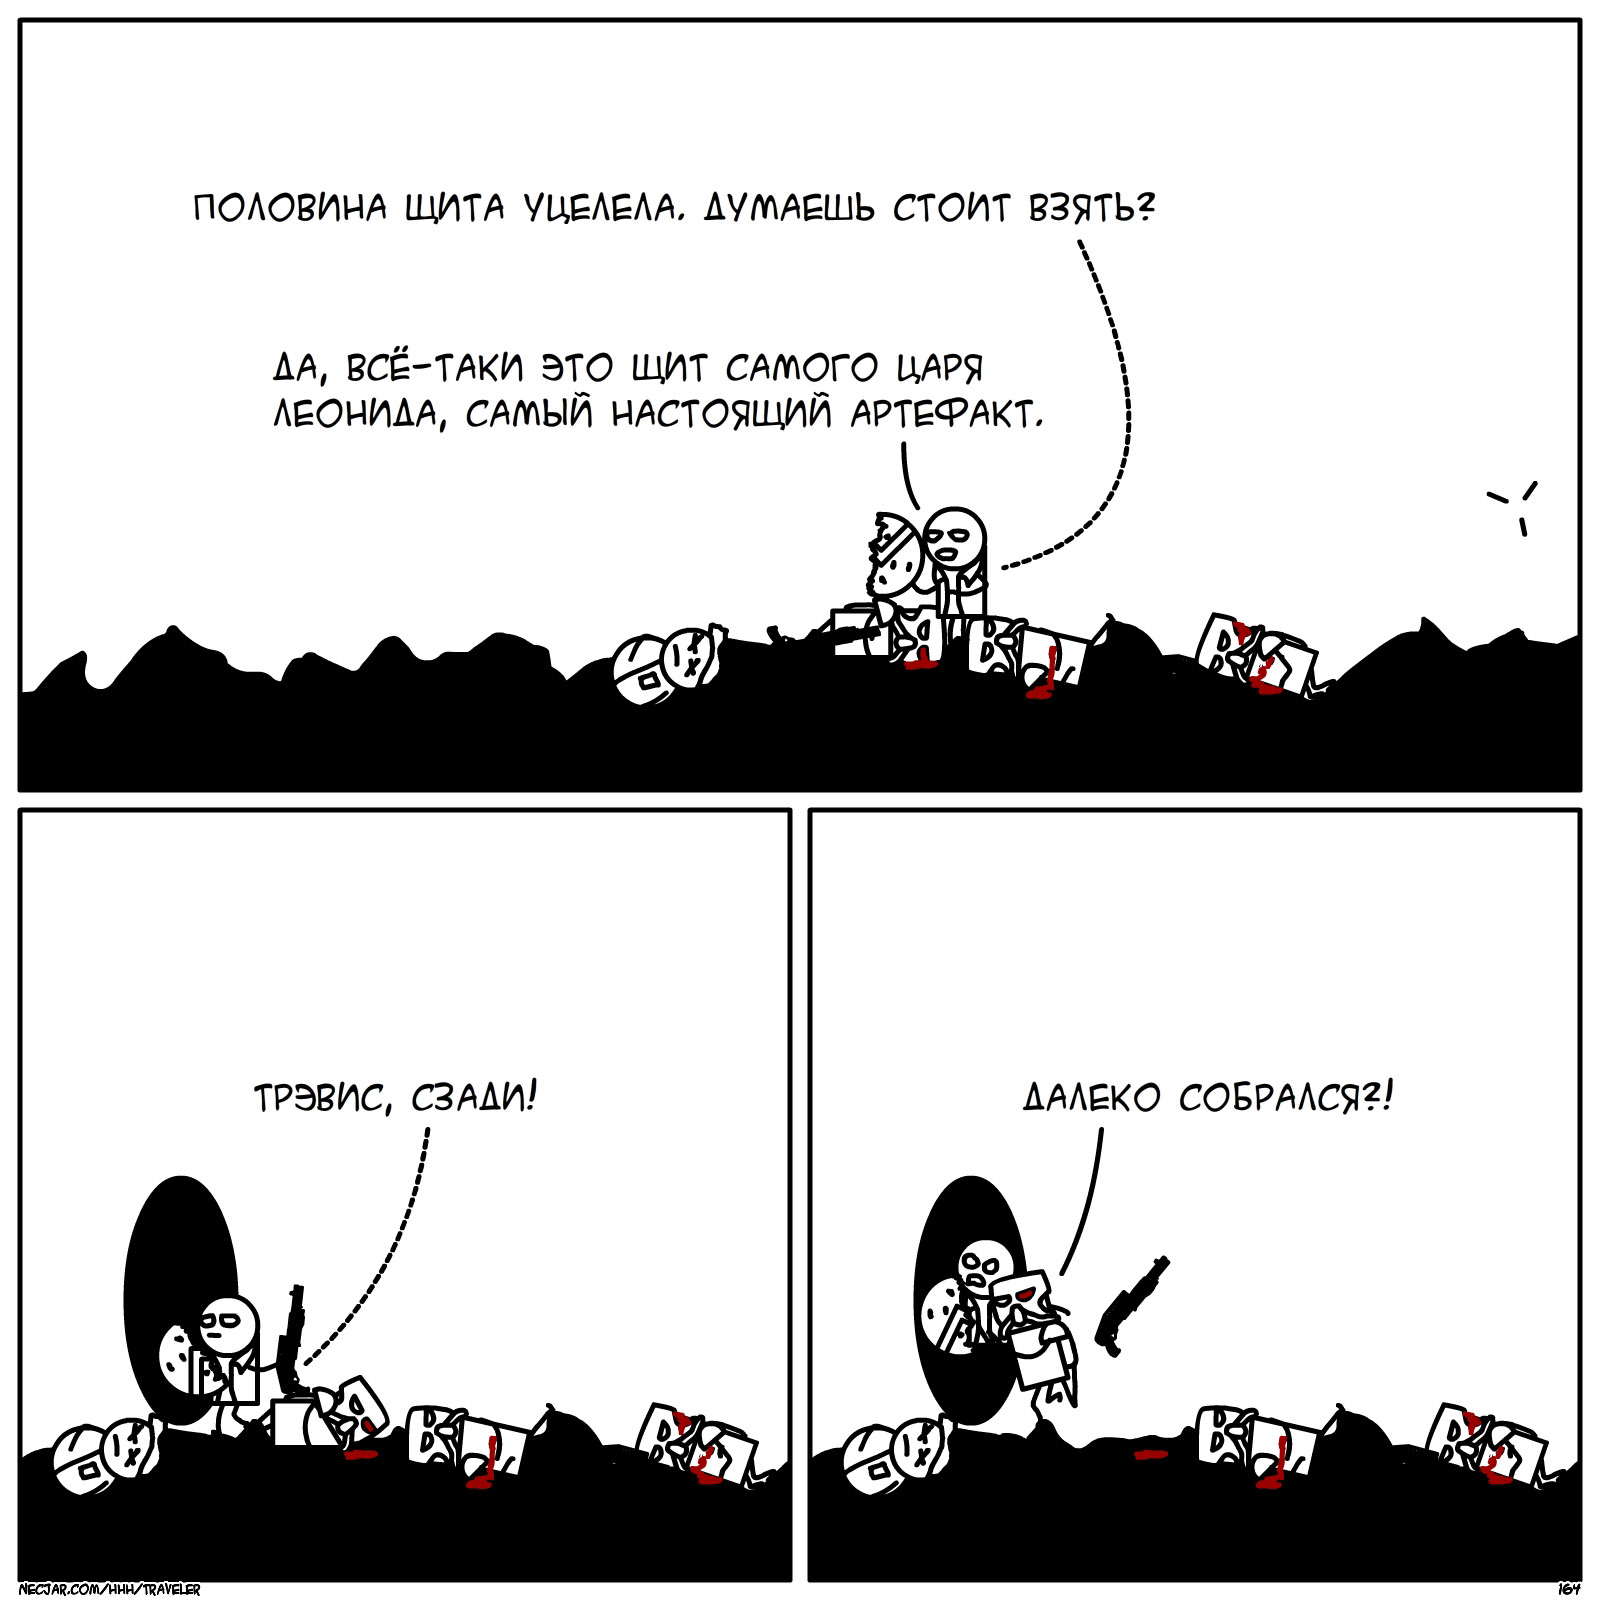 ПОЛОВИНА ЩИТА УЦЕЛЕЛА. ДУМАЕШЬ СТОИТ ВЗЯТЬ?
ДА, ВСЁ-ТАКИ ЭТО ЩИТ САМОГО ЦАРЯ
ЛЕОНИДА, САМЫЙ НАСТОЯЩИЙ АРТЕФАКТ.
ТРЭВИС, СЗАДИ!
ДАЛЕКО СОБРАЛСЯ?!
NECJAR.COM/HHH/TRAVELER
164